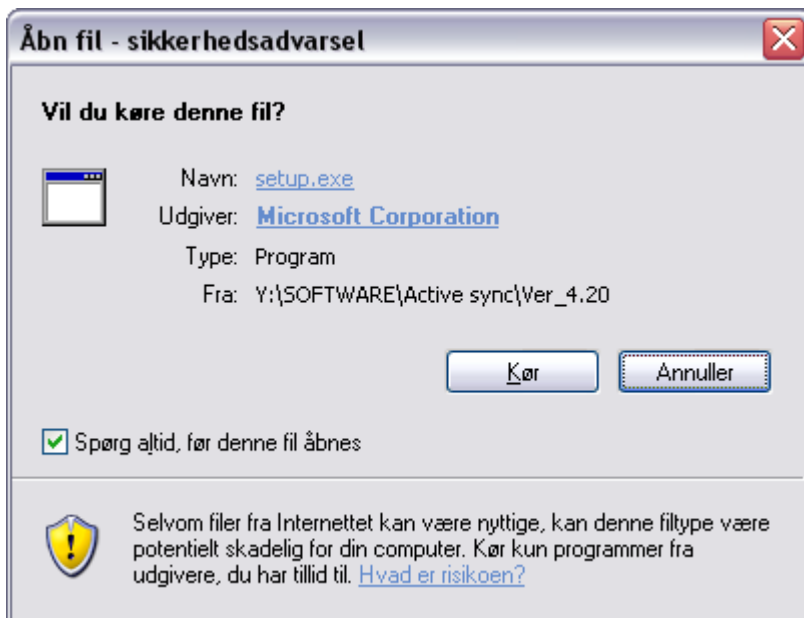 Åbn fil - sikkerhedsadvarsel
Vil du køre denne fil?
Navn: setup.exe
Udgiver: Microsoft Corporation
Type: Program
Fra: Y:\SOFTWARE\Active sync\Ver_4.20
Kør Annuller
Spørg altid, før denne fil åbnes
Selvom filer fra Internettet kan være nyttige, kan denne filtype være
potentielt skadelig for din computer. Kør kun programmer fra
udgivere, du har tillid til. Hvad er risikoen?